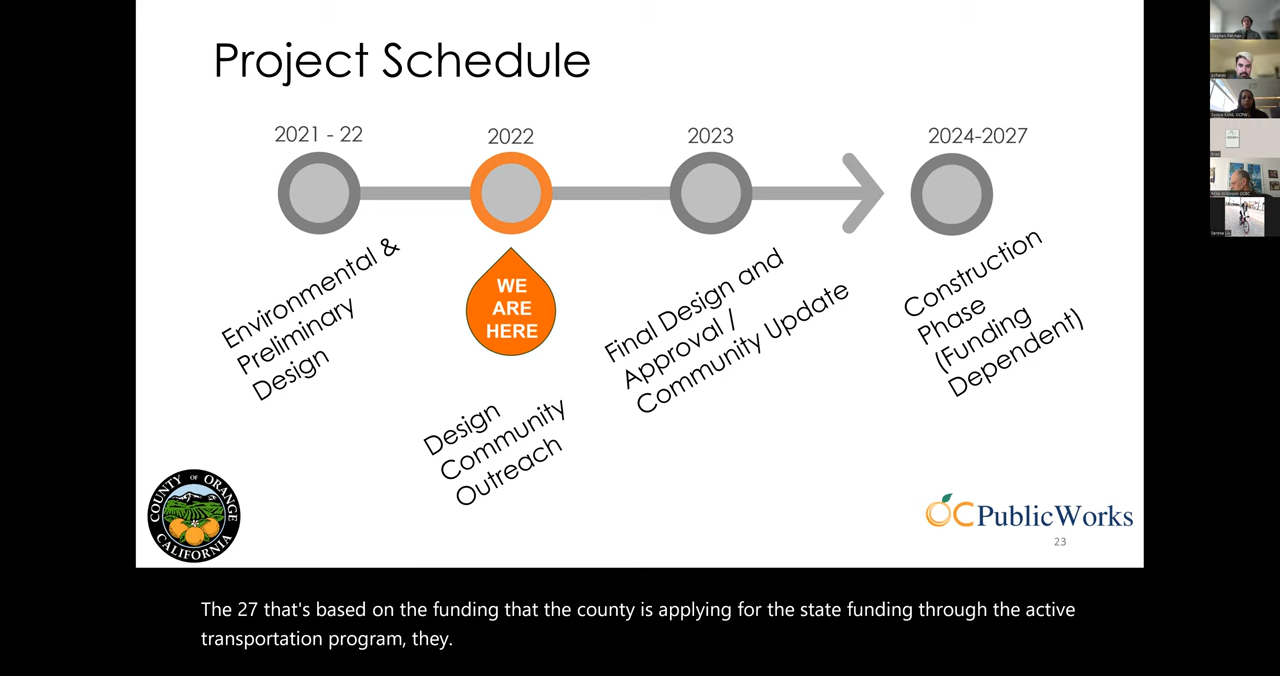 Project Schedule
2021 - 22
2022
2023
2024-2027
Environmental &
Preliminary
Design
WE
ARE
HERE
Design
Community
Outreach
Final Design and
Approval /
Community Update
Construction
Phase
(Funding
Dependent)
COUNTY OF ORANGE
CALIFORNIA
OC PublicWorks
23
The 27 that's based on the funding that the county is applying for the state funding through the active
transportation program, they.